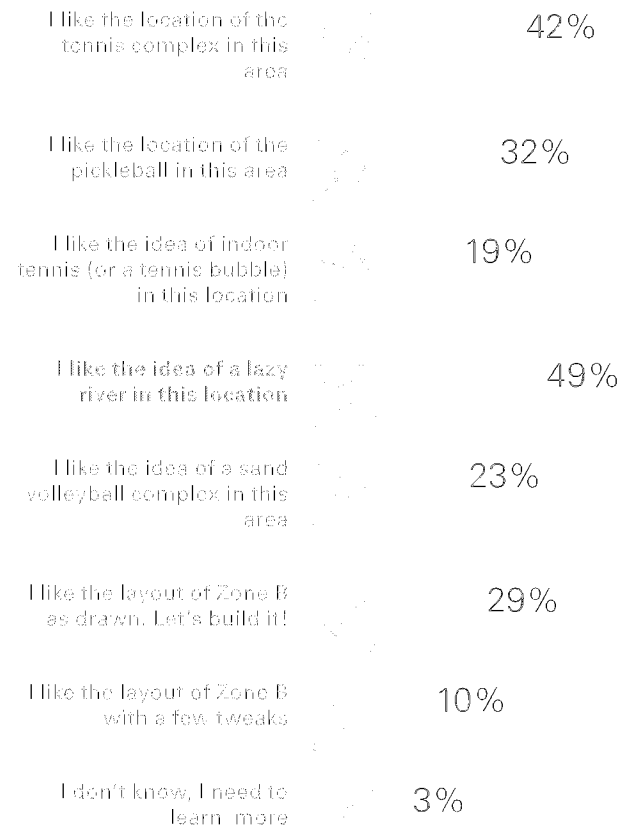 I like the location of the
tennis complex in this
area
42%
I like the location of the
pickleball in this area
32%
I like the idea of indoor
tennis (or a tennis bubble)
in this location
19%
I like the idea of a lazy
river in this location
49%
I like the idea of a sand
volleyball complex in this
area
23%
I like the layout of Zone B
as drawn. Let's build it!
29%
I like the layout of Zone B
with a few tweaks
10%
I don't know, I need to
learn more
3%